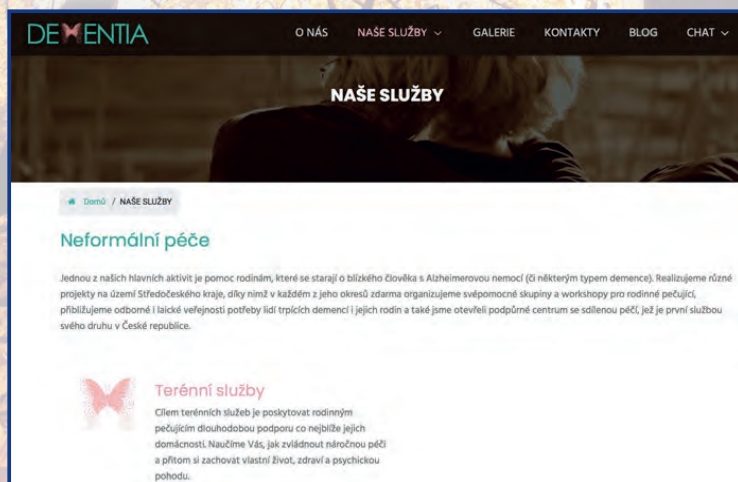 DEMENTIA
O NÁS NAŠE SLUŽBY GALERIE KONTAKTY BLOG CHAT
NAŠE SLUŽBY
Domů / NAŠE SLUŽBY
Neformální péče
Jednou z našich hlavních aktivit je pomoc rodinám, které se starají o blízkého člověka s Alzheimerovou nemocí (či některým typem demence). Realizujeme různé
projekty na území Středočeského kraje, díky nimž v každém z jeho okresů zdarma organizujeme svépomocné skupiny a workshopy pro rodinné pečující,
přibližujeme odborné i laické veřejnosti potřeby lidí trpících demencí i jejich rodin a také jsme otevřeli podpůrné centrum se sdílenou péčí, jež je první službou
svého druhu v České republice.
Terénní služby
Cílem terénních služeb je poskytovat rodinným
pečujícím dlouhodobou podporu co nejblíže jejich
domácnosti. Naučíme Vás, jak zvládnout náročnou péči
a přitom si zachovat vlastní život, zdraví a psychickou
pohodu.